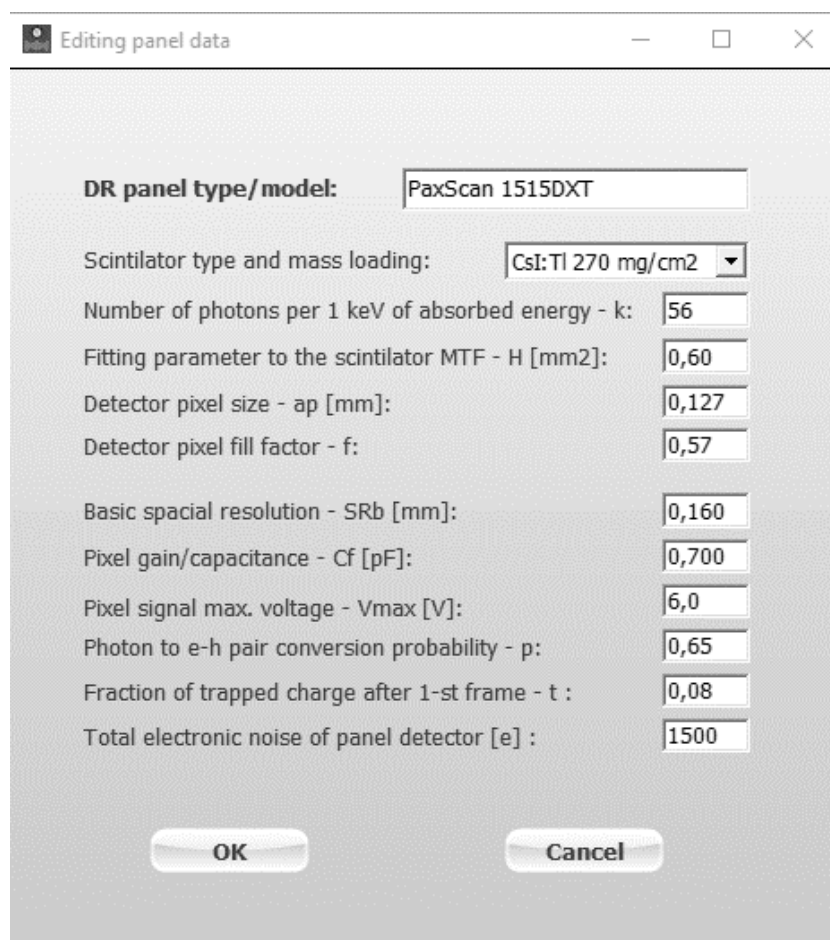 Editing panel data
DR panel type/model: PaxScan 1515DXT
Scintilator type and mass loading: CsI:Tl 270 mg/cm2
Number of photons per 1 keV of absorbed energy - k: 56
Fitting parameter to the scintilator MTF - H [mm2]: 0,60
Detector pixel size - ap [mm]: 0,127
Detector pixel fill factor - f: 0,57
Basic spacial resolution - SRb [mm]: 0,160
Pixel gain/capacitance - Cf [pF]: 0,700
Pixel signal max. voltage - Vmax [V]: 6,0
Photon to e-h pair conversion probability - p: 0,65
Fraction of trapped charge after 1-st frame - t : 0,08
Total electronic noise of panel detector [e] : 1500
OK Cancel